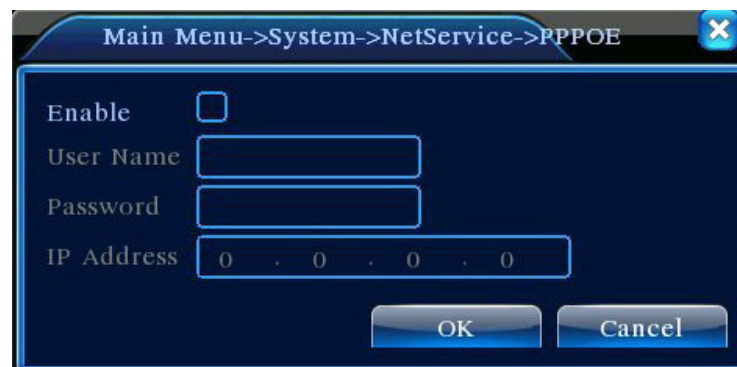 Main Menu->System->NetService->PPPOE
Enable
User Name
Password
IP Address 0 . 0 . 0 . 0
OK Cancel